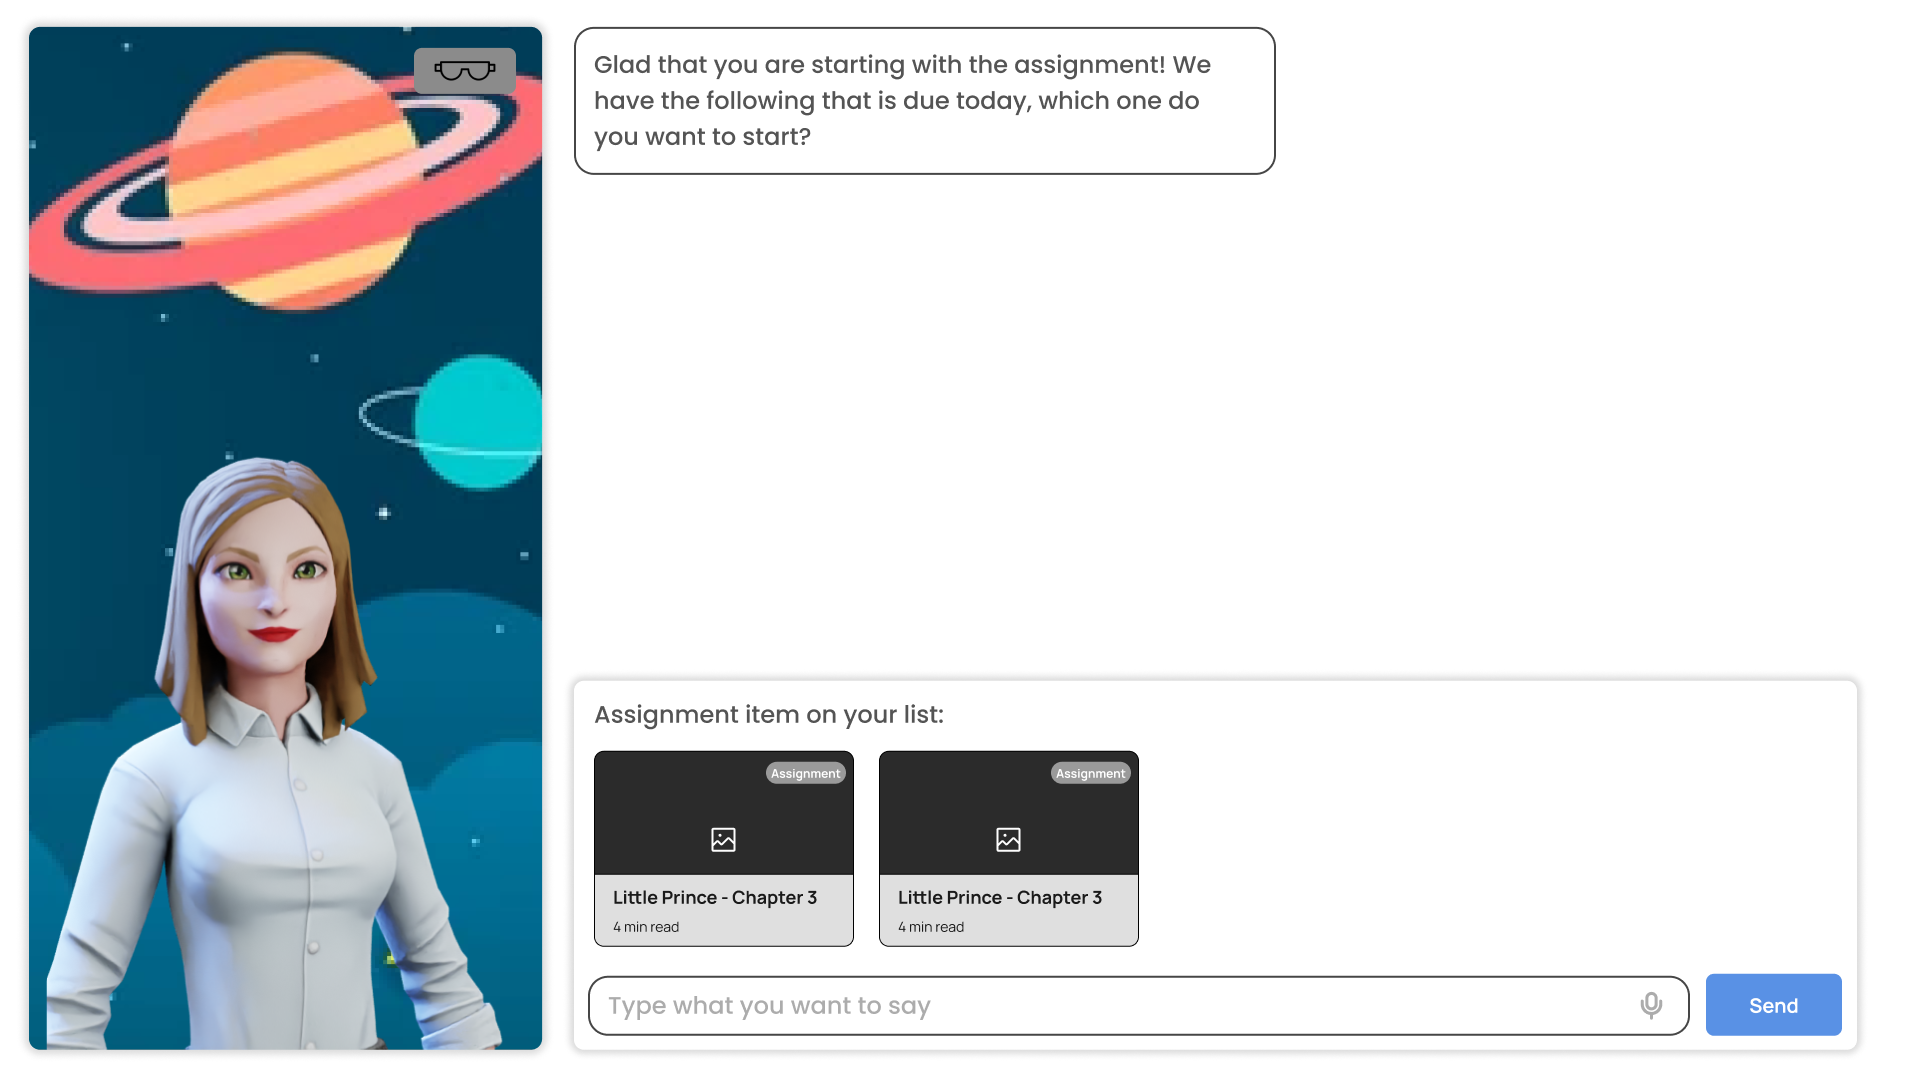 Glad that you are starting with the assignment! We
have the following that is due today, which one do
you want to start?
Assignment item on your list:
Assignment
Little Prince - Chapter 3
4 min read
Assignment
Little Prince - Chapter 3
4 min read
Type what you want to say
Send